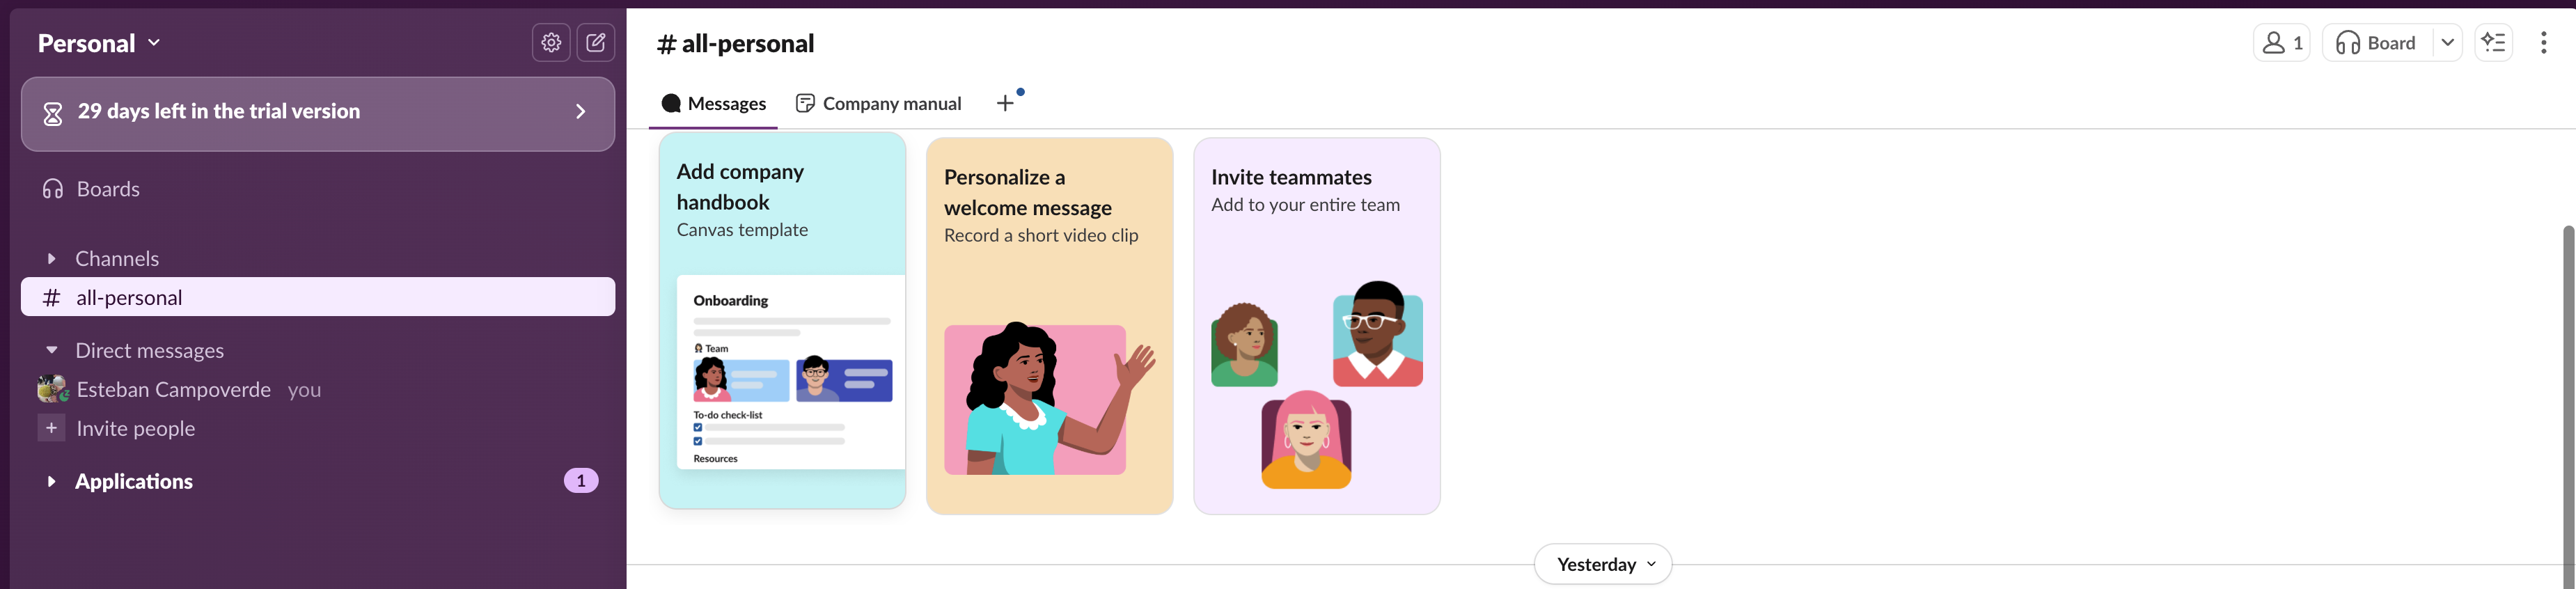 Personal
29 days left in the trial version
Boards
Channels
# all-personal
Direct messages
Esteban Campoverde you
+ Invite people
Applications 1
# all-personal
1
Board
Messages
Company manual
+
Add company
handbook
Canvas template
Onboarding
Team
To-do check-list
Resources
Personalize a
welcome message
Record a short video clip
Invite teammates
Add to your entire team
Yesterday